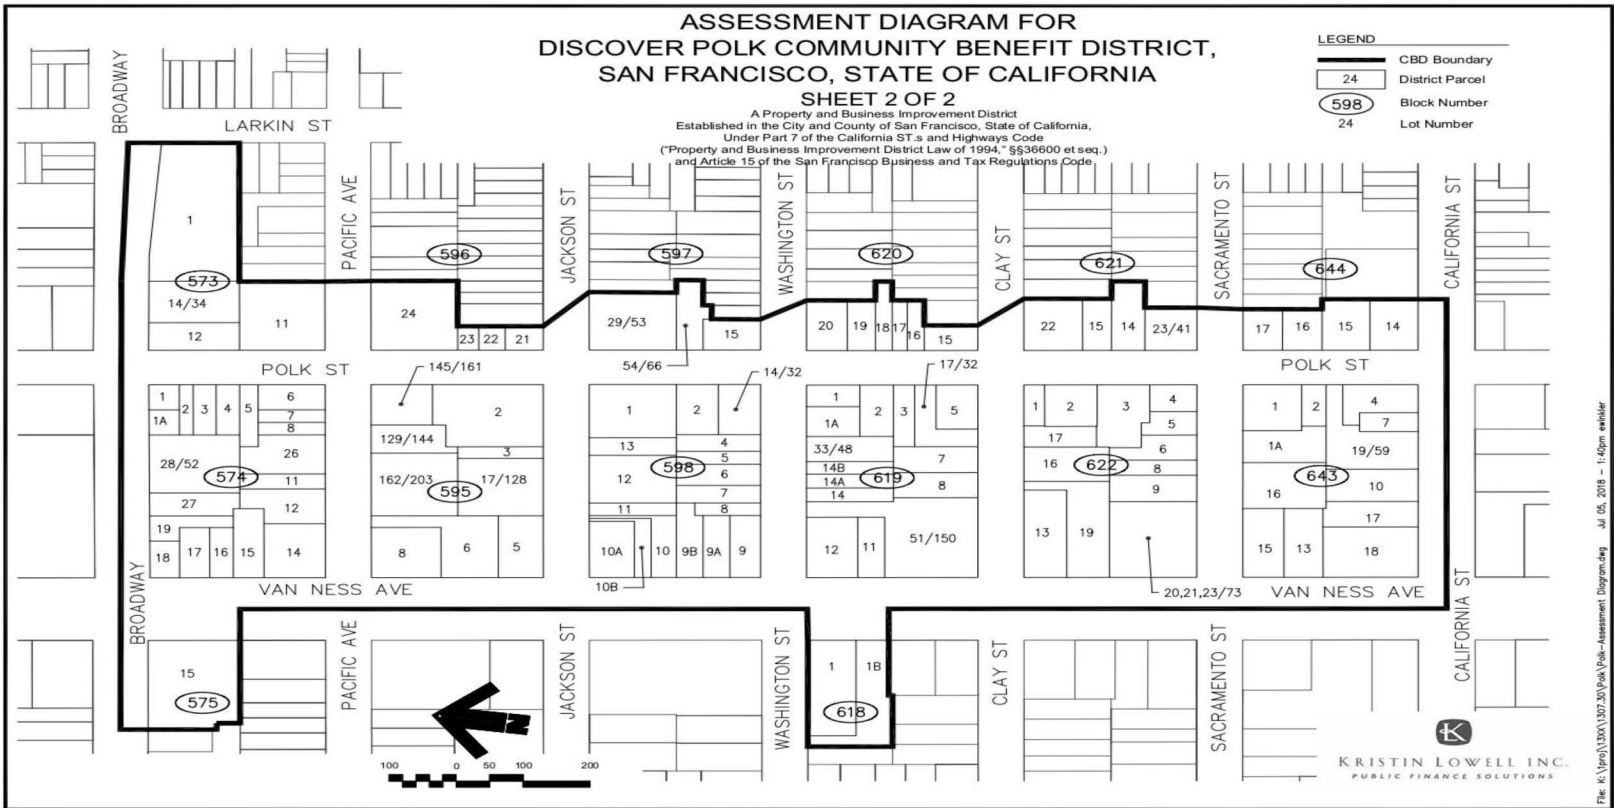 ASSESSMENT DIAGRAM FOR
DISCOVER POLK COMMUNITY BENEFIT DISTRICT,
SAN FRANCISCO, STATE OF CALIFORNIA
SHEET 2 OF 2
A Property and Business Improvement District
Established in the City and County of San Francisco, State of California,
Under Part 7 of the California ST.s and Highways Code
("Property and Business Improvement District Law of 1994," §§36600 et seq.)
and Article 15 of the San Francisco Business and Tax Regulations Code
LEGEND
CBD Boundary
24 District Parcel
598 Block Number
24 Lot Number
BROADWAY
LARKIN ST
PACIFIC AVE
JACKSON ST
WASHINGTON ST
CLAY ST
SACRAMENTO ST
CALIFORNIA ST
1
573
14/34
12
11
596
24
23 22 21
597
29/53
54/66
15
620
20 19 18 17 16 15
621
22 15 14 23/41
644
17 16 15 14
POLK ST
POLK ST
1
1A
2 3 4 5
6
7
8
28/52
574
26
11
27
12
19
18
17 16 15 14
145/161
2
129/144
3
162/203
17/128
595
8 6 5
14/32
1 2
13
4
5
598
12
6
7
11
8
10A
10B
10 9B 9A 9
17/32
1
1A
2 3 5
33/48
7
14B
14A
14
619
8
12 11 51/150
1 2 3 4
5
17
6
16
622
8
9
13 19
20,21,23/73
1 2 4
7
1A
19/59
643
16
10
17
15 13 18
BROADWAY
VAN NESS AVE
VAN NESS AVE
PACIFIC AVE
JACKSON ST
WASHINGTON ST
CLAY ST
SACRAMENTO ST
CALIFORNIA ST
15
575
1 1B
618
N
100 0 50 100 200
KRISTIN LOWELL INC.
PUBLIC FINANCE SOLUTIONS
File: K:\1proj\13XX\1307.30\Polk\Polk-Assessment Diagram.dwg Jul 05, 2018 - 1:40pm ewinkler